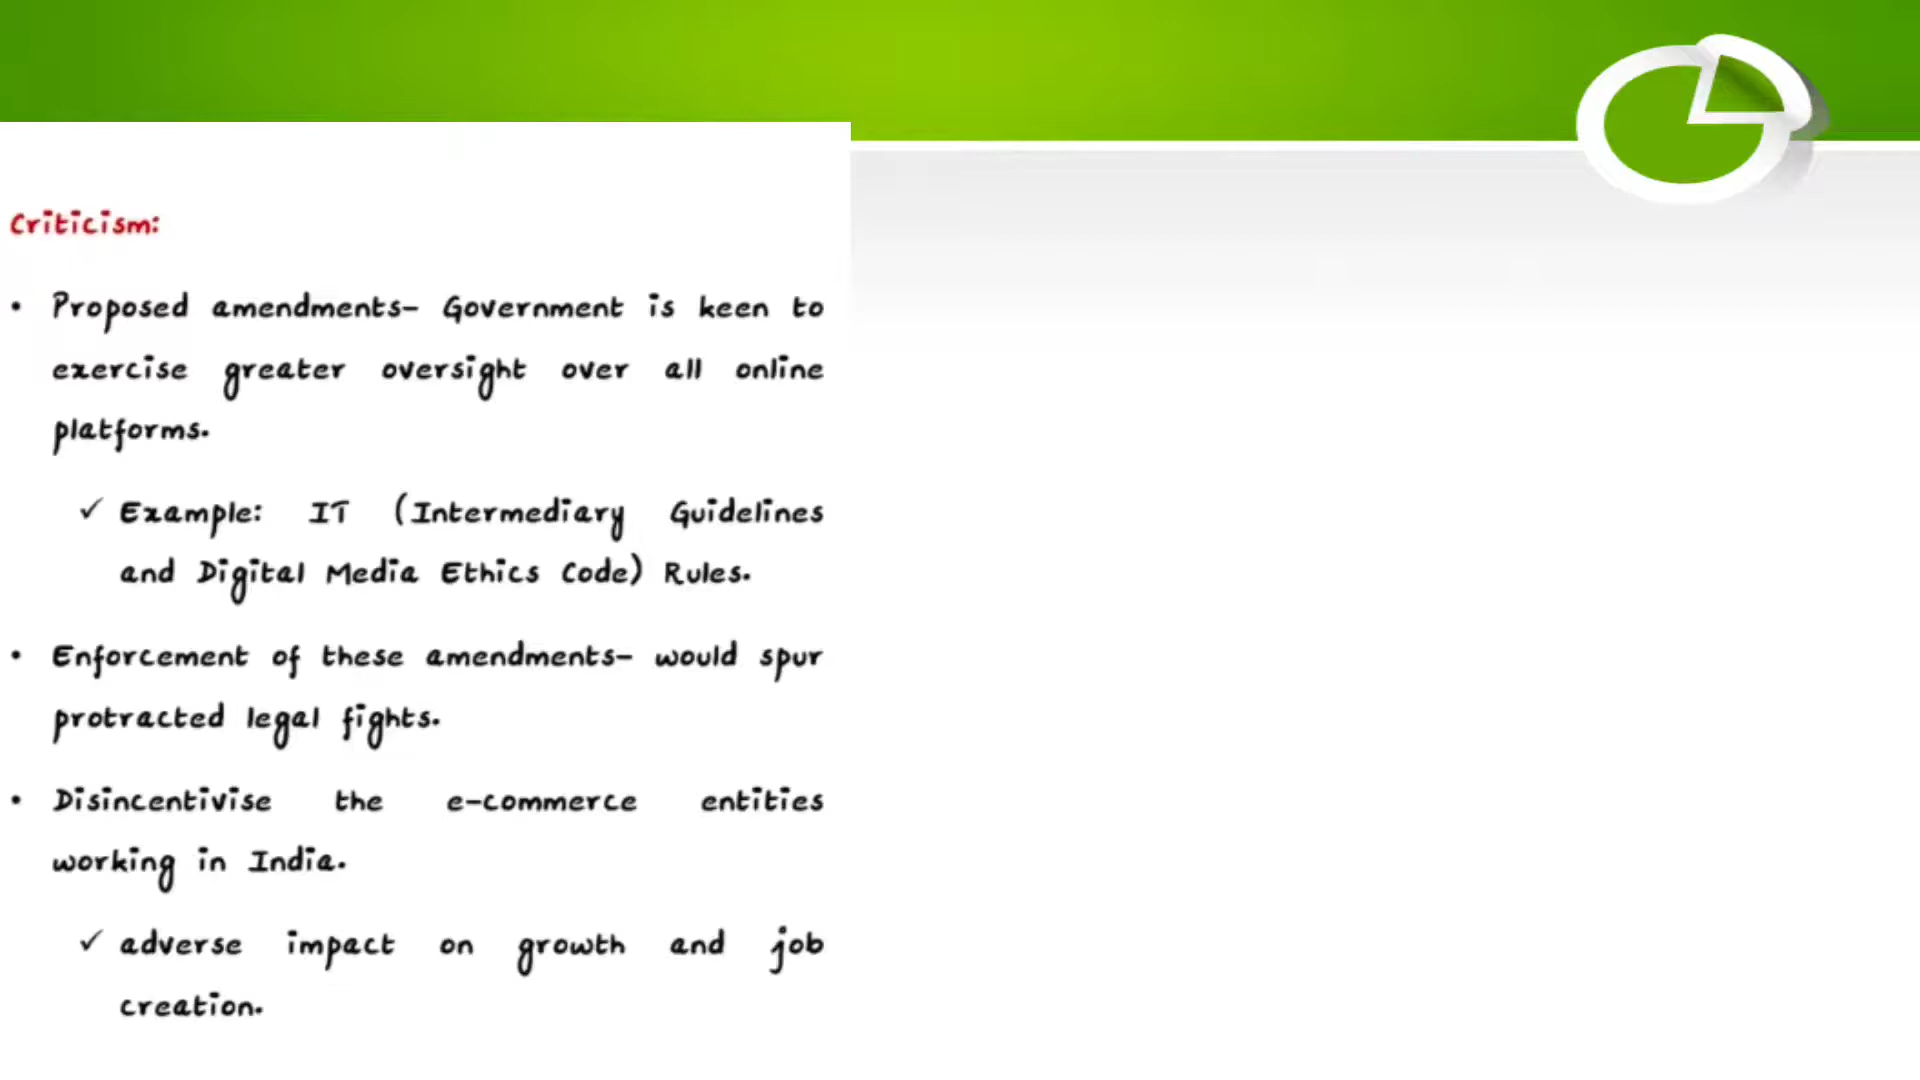 Criticism:
• Proposed amendments- Government is keen to
exercise greater oversight over all online
platforms.
✓ Example: IT (Intermediary Guidelines
and Digital Media Ethics Code) Rules.
• Enforcement of these amendments- would spur
protracted legal fights.
• Disincentivise the e-commerce entities
working in India.
✓ adverse impact on growth and job
creation.